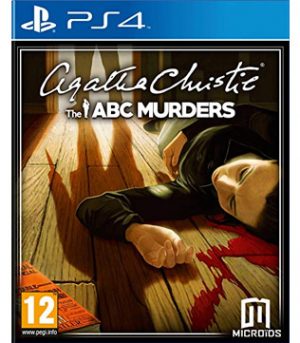 PS4
Agatha Christie
The ABC MURDERS
12
www.pegi.info
M
MICROIDS